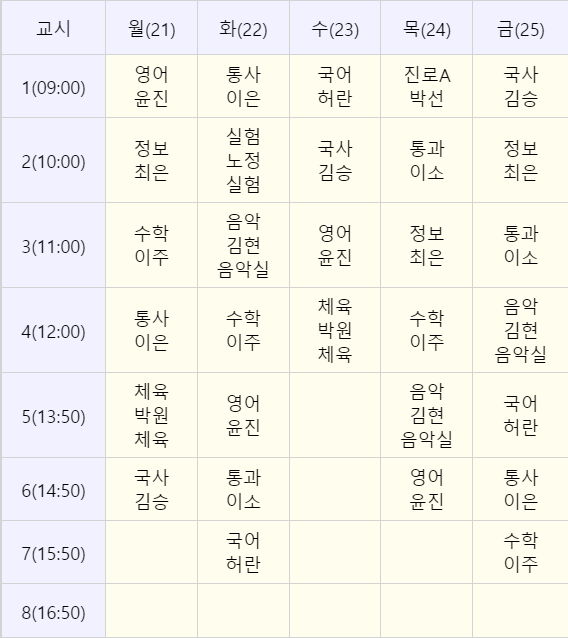 교시 월(21) 화(22) 수(23) 목(24) 금(25)
1(09:00) 영어 통사 국어 진로A 국사
윤진 이은 허란 박선 김승
2(10:00) 정보 실험 국사 통과 정보
최은 노정 김승 이소 최은
실험
3(11:00) 수학 음악 영어 정보 통과
이주 김현 윤진 최은 이소
음악실
4(12:00) 통사 수학 체육 수학 음악
이은 이주 박원 이주 김현
체육 음악실
5(13:50) 체육 영어 음악 국어
박원 윤진 김현 허란
체육 음악실
6(14:50) 국사 통과 영어 통사
김승 이소 윤진 이은
7(15:50) 국어 수학
허란 이주
8(16:50)